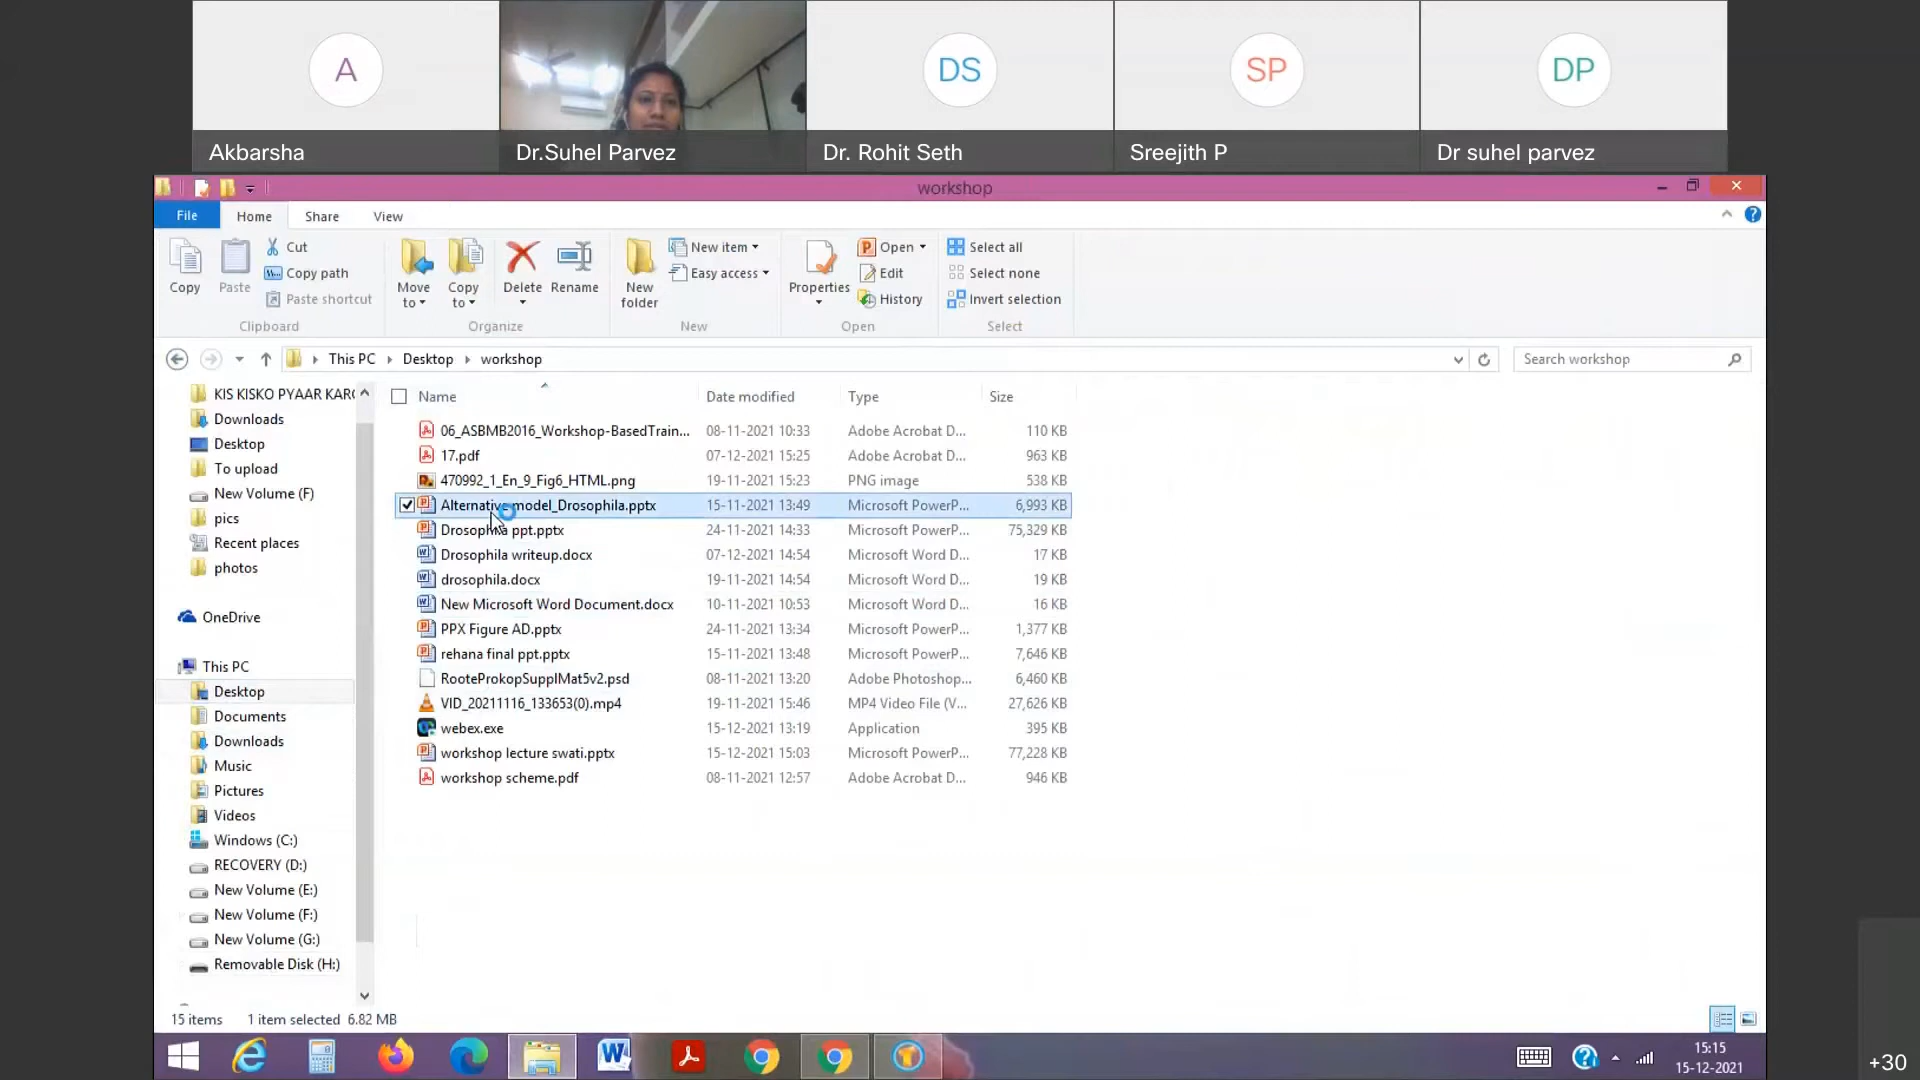 A
DS
SP
DP
Akbarsha
Dr.Suhel Parvez
Dr. Rohit Seth
Sreejith P
Dr suhel parvez
workshop
File
Home
Share
View
Cut
Copy path
Paste shortcut
Copy
Paste
Move to
Copy to
Delete
Rename
New folder
New item
Easy access
Properties
Open
Edit
History
Select all
Select none
Invert selection
Clipboard
Organize
New
Open
Select
This PC
Desktop
workshop
Search workshop
KIS KISKO PYAAR KARO
Downloads
Desktop
To upload
New Volume (F)
pics
Recent places
photos
OneDrive
This PC
Desktop
Documents
Downloads
Music
Pictures
Videos
Windows (C:)
RECOVERY (D:)
New Volume (E:)
New Volume (F:)
New Volume (G:)
Removable Disk (H:)
Name Date modified Type Size
06_ASBMB2016_Workshop-BasedTrain... 08-11-2021 10:33 Adobe Acrobat D... 110 KB
17.pdf 07-12-2021 15:25 Adobe Acrobat D... 963 KB
470992_1_En_9_Fig6_HTML.png 19-11-2021 15:23 PNG image 538 KB
Alternative model_Drosophila.pptx 15-11-2021 13:49 Microsoft PowerP... 6,993 KB
Drosophila ppt.pptx 24-11-2021 14:33 Microsoft PowerP... 75,329 KB
Drosophila writeup.docx 07-12-2021 14:54 Microsoft Word D... 17 KB
drosophila.docx 19-11-2021 14:54 Microsoft Word D... 19 KB
New Microsoft Word Document.docx 10-11-2021 10:53 Microsoft Word D... 16 KB
PPX Figure AD.pptx 24-11-2021 13:34 Microsoft PowerP... 1,377 KB
rehana final ppt.pptx 15-11-2021 13:48 Microsoft PowerP... 7,646 KB
RooteProkopSupplMat5v2.psd 08-11-2021 13:20 Adobe Photoshop... 6,460 KB
VID_20211116_133653(0).mp4 19-11-2021 15:46 MP4 Video File (V... 27,626 KB
webex.exe 15-12-2021 13:19 Application 395 KB
workshop lecture swati.pptx 15-12-2021 15:03 Microsoft PowerP... 77,228 KB
workshop scheme.pdf 08-11-2021 12:57 Adobe Acrobat D... 946 KB
15 items 1 item selected 6.82 MB
15:15
15-12-2021
+30